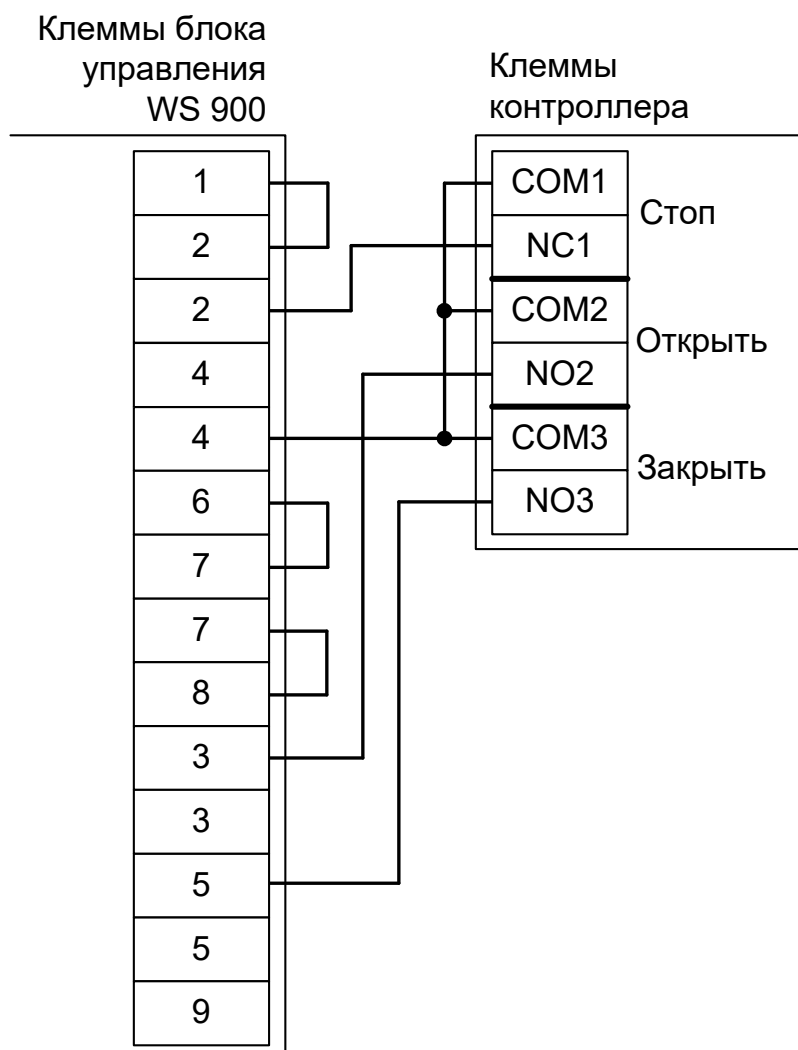 Клеммы блока
управления
WS 900
Клеммы
контроллера
1
2
2
4
4
6
7
7
8
3
3
5
5
9
COM1
NC1
COM2
NO2
COM3
NO3
Стоп
Открыть
Закрыть